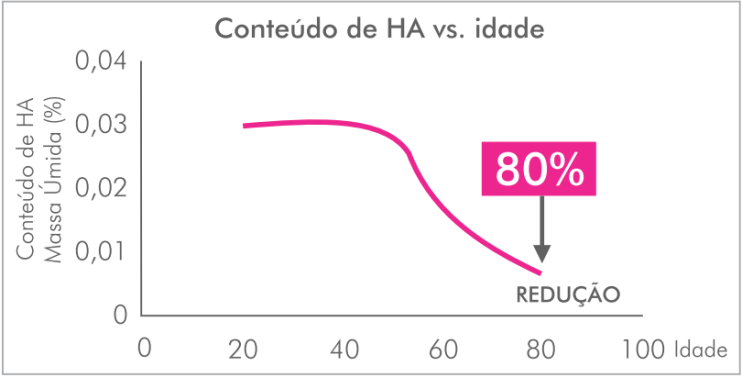 Conteúdo de HA vs. idade
Conteúdo de HA
Massa Úmida (%)
0,04
0,03
0,02
0,01
0
80%
REDUÇÃO
0 20 40 60 80 100 Idade